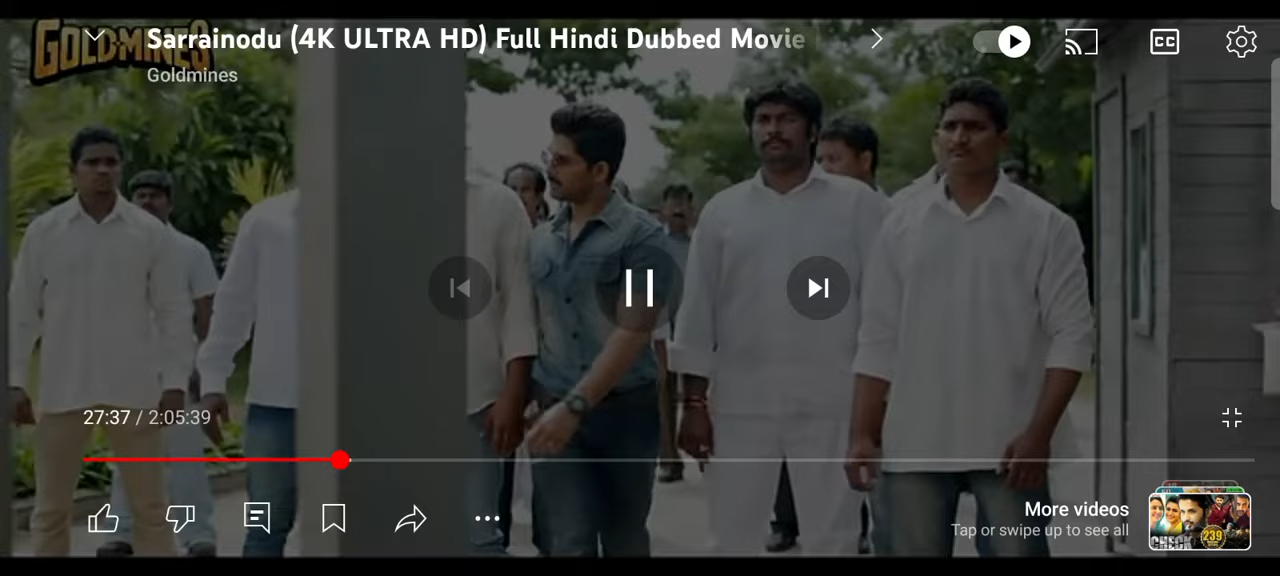 GOLDMINES
Sarrainodu (4K ULTRA HD) Full Hindi Dubbed Movie
Goldmines
CC
27:37 / 2:05:39
More videos
Tap or swipe up to see all
CHECK
239